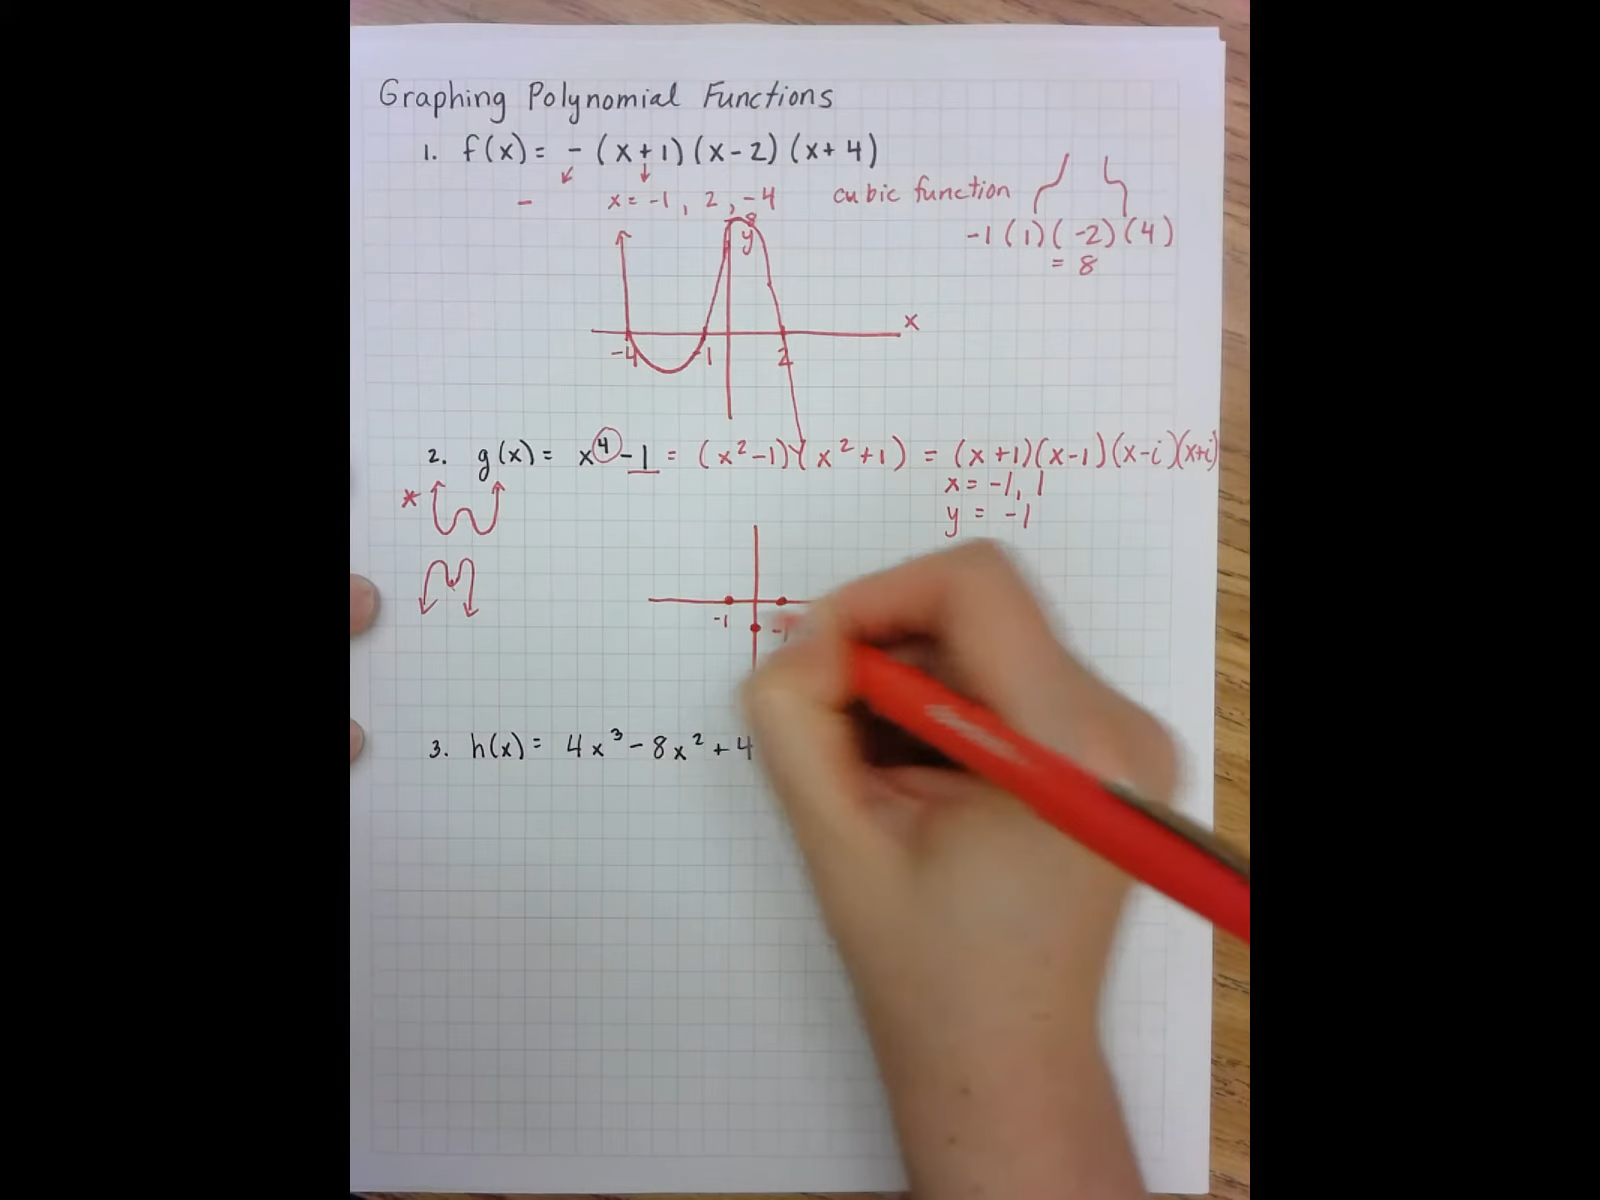 Graphing Polynomial Functions
1. f(x) = - (x+1)(x-2)(x+4)
- x = -1, 2, -4 cubic function
-1(1)(-2)(4)
= 8
8
y
x
-4 -1 2
2. g(x) = x⁴ - 1 = (x² - 1)(x² + 1) = (x+1)(x-1)(x-i)(x+i)
* x = -1, 1
y = -1
-1 -1
3. h(x) = 4x³ - 8x² + 4